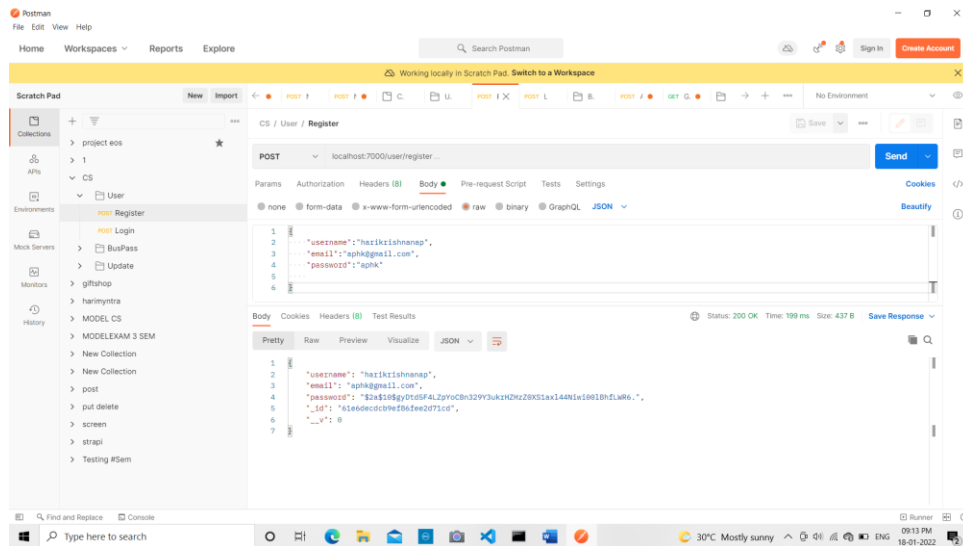 Postman
File Edit View Help
Home Workspaces Reports Explore Search Postman Sign In Create Account
Working locally in Scratch Pad. Switch to a Workspace
Scratch Pad New Import POST POST C. U. POST POST L B. POST GET G. No Environment
Collections
APIs
Environments
Mock Servers
Monitors
History
project eos
1
CS
User
POST Register
POST Login
BusPass
Update
giftshop
harimyntra
MODEL CS
MODELEXAM 3 SEM
New Collection
New Collection
post
put delete
screen
strapi
Testing #Sem
CS / User / Register Save
POST localhost:7000/user/register... Send
Params Authorization Headers (8) Body Pre-request Script Tests Settings Cookies
none form-data x-www-form-urlencoded raw binary GraphQL JSON Beautify
1
2 "username":"harikrishnanap",
3 "email":"aphk@gmail.com",
4 "password":"aphk"
5
6
Body Cookies Headers (8) Test Results Status: 200 OK Time: 199 ms Size: 437 B Save Response
Pretty Raw Preview Visualize JSON
1
2 "username": "harikrishnanap",
3 "email": "aphk@gmail.com",
4 "password":
5 "_id":
6 "__v": 0
7
Find and Replace Console Runner
Type here to search 30°C Mostly sunny ENG 09:13 PM
18-01-2022
2